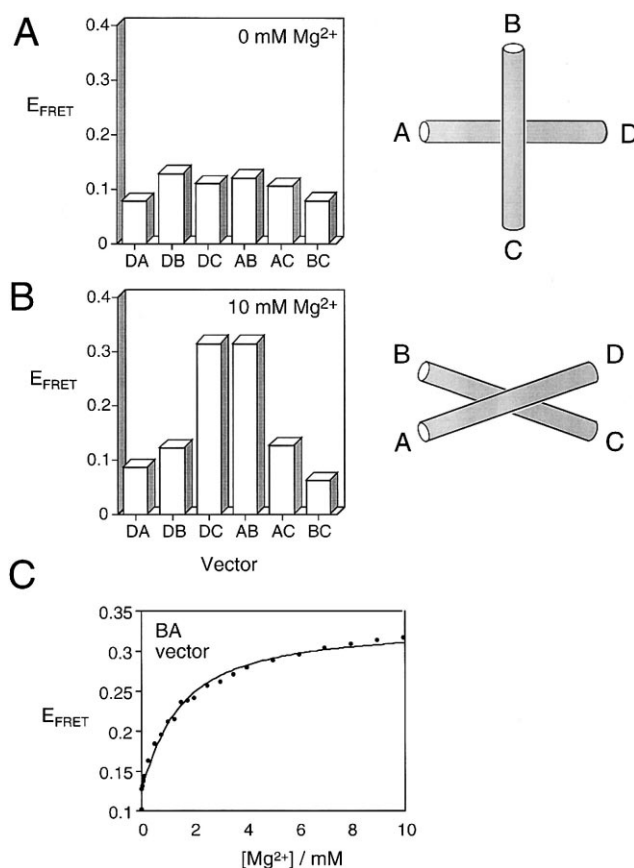 A
0 mM Mg²⁺
0.4
E_FRET
0.2
0.1
0
DA DB DC AB AC BC
B
A D
C
B
10 mM Mg²⁺
0.4
0.3
E_FRET
0.2
0.1
0
DA DB DC AB AC BC
Vector
B D
A C
C
0.35
BA
vector
0.3
0.25
E_FRET
0.2
0.15
0.1
0 2 4 6 8 10
[Mg²⁺] / mM